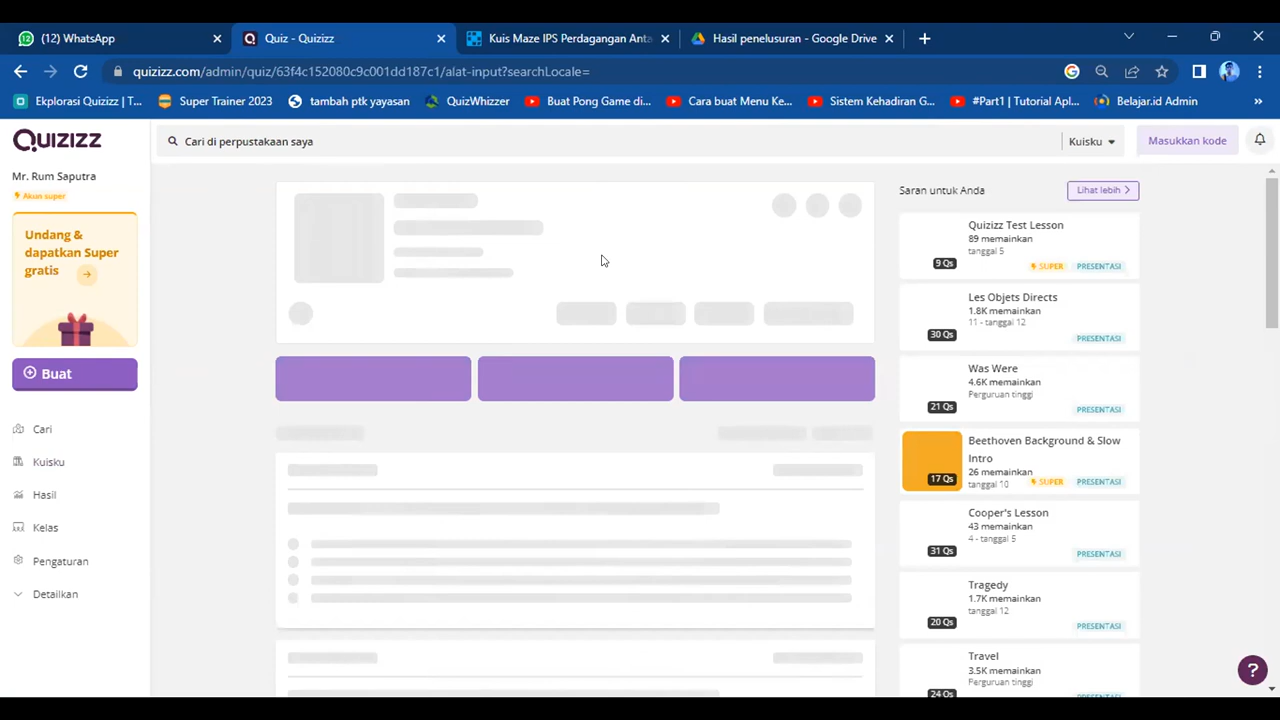 (12) WhatsApp
Quiz - Quizizz
Kuis Maze IPS Perdagangan Anta
Hasil penelusuran - Google Drive
quizizz.com/admin/quiz/63f4c152080c9c001dd187c1/alat-input?searchLocale=
Ekplorasi Quizizz | T...
Super Trainer 2023
tambah ptk yayasan
QuizWhizzer
Buat Pong Game di...
Cara buat Menu Ke...
Sistem Kehadiran G...
#Part1 | Tutorial Apl...
Belajar.id Admin
»
QUIZIZZ
Cari di perpustakaan saya
Kuisku
Masukkan kode
Mr. Rum Saputra
Akun super
Undang &
dapatkan Super
gratis
Buat
Cari
Kuisku
Hasil
Kelas
Pengaturan
Detailkan
Saran untuk Anda
Lihat lebih
Quizizz Test Lesson
89 memainkan
tanggal 5
9 Qs
SUPER
PRESENTASI
Les Objets Directs
1.8K memainkan
11 - tanggal 12
30 Qs
PRESENTASI
Was Were
4.6K memainkan
Perguruan tinggi
21 Qs
PRESENTASI
Beethoven Background & Slow
Intro
26 memainkan
tanggal 10
17 Qs
SUPER
PRESENTASI
Cooper's Lesson
43 memainkan
4 - tanggal 5
31 Qs
PRESENTASI
Tragedy
1.7K memainkan
tanggal 12
20 Qs
PRESENTASI
Travel
3.5K memainkan
Perguruan tinggi
24 Qs
?